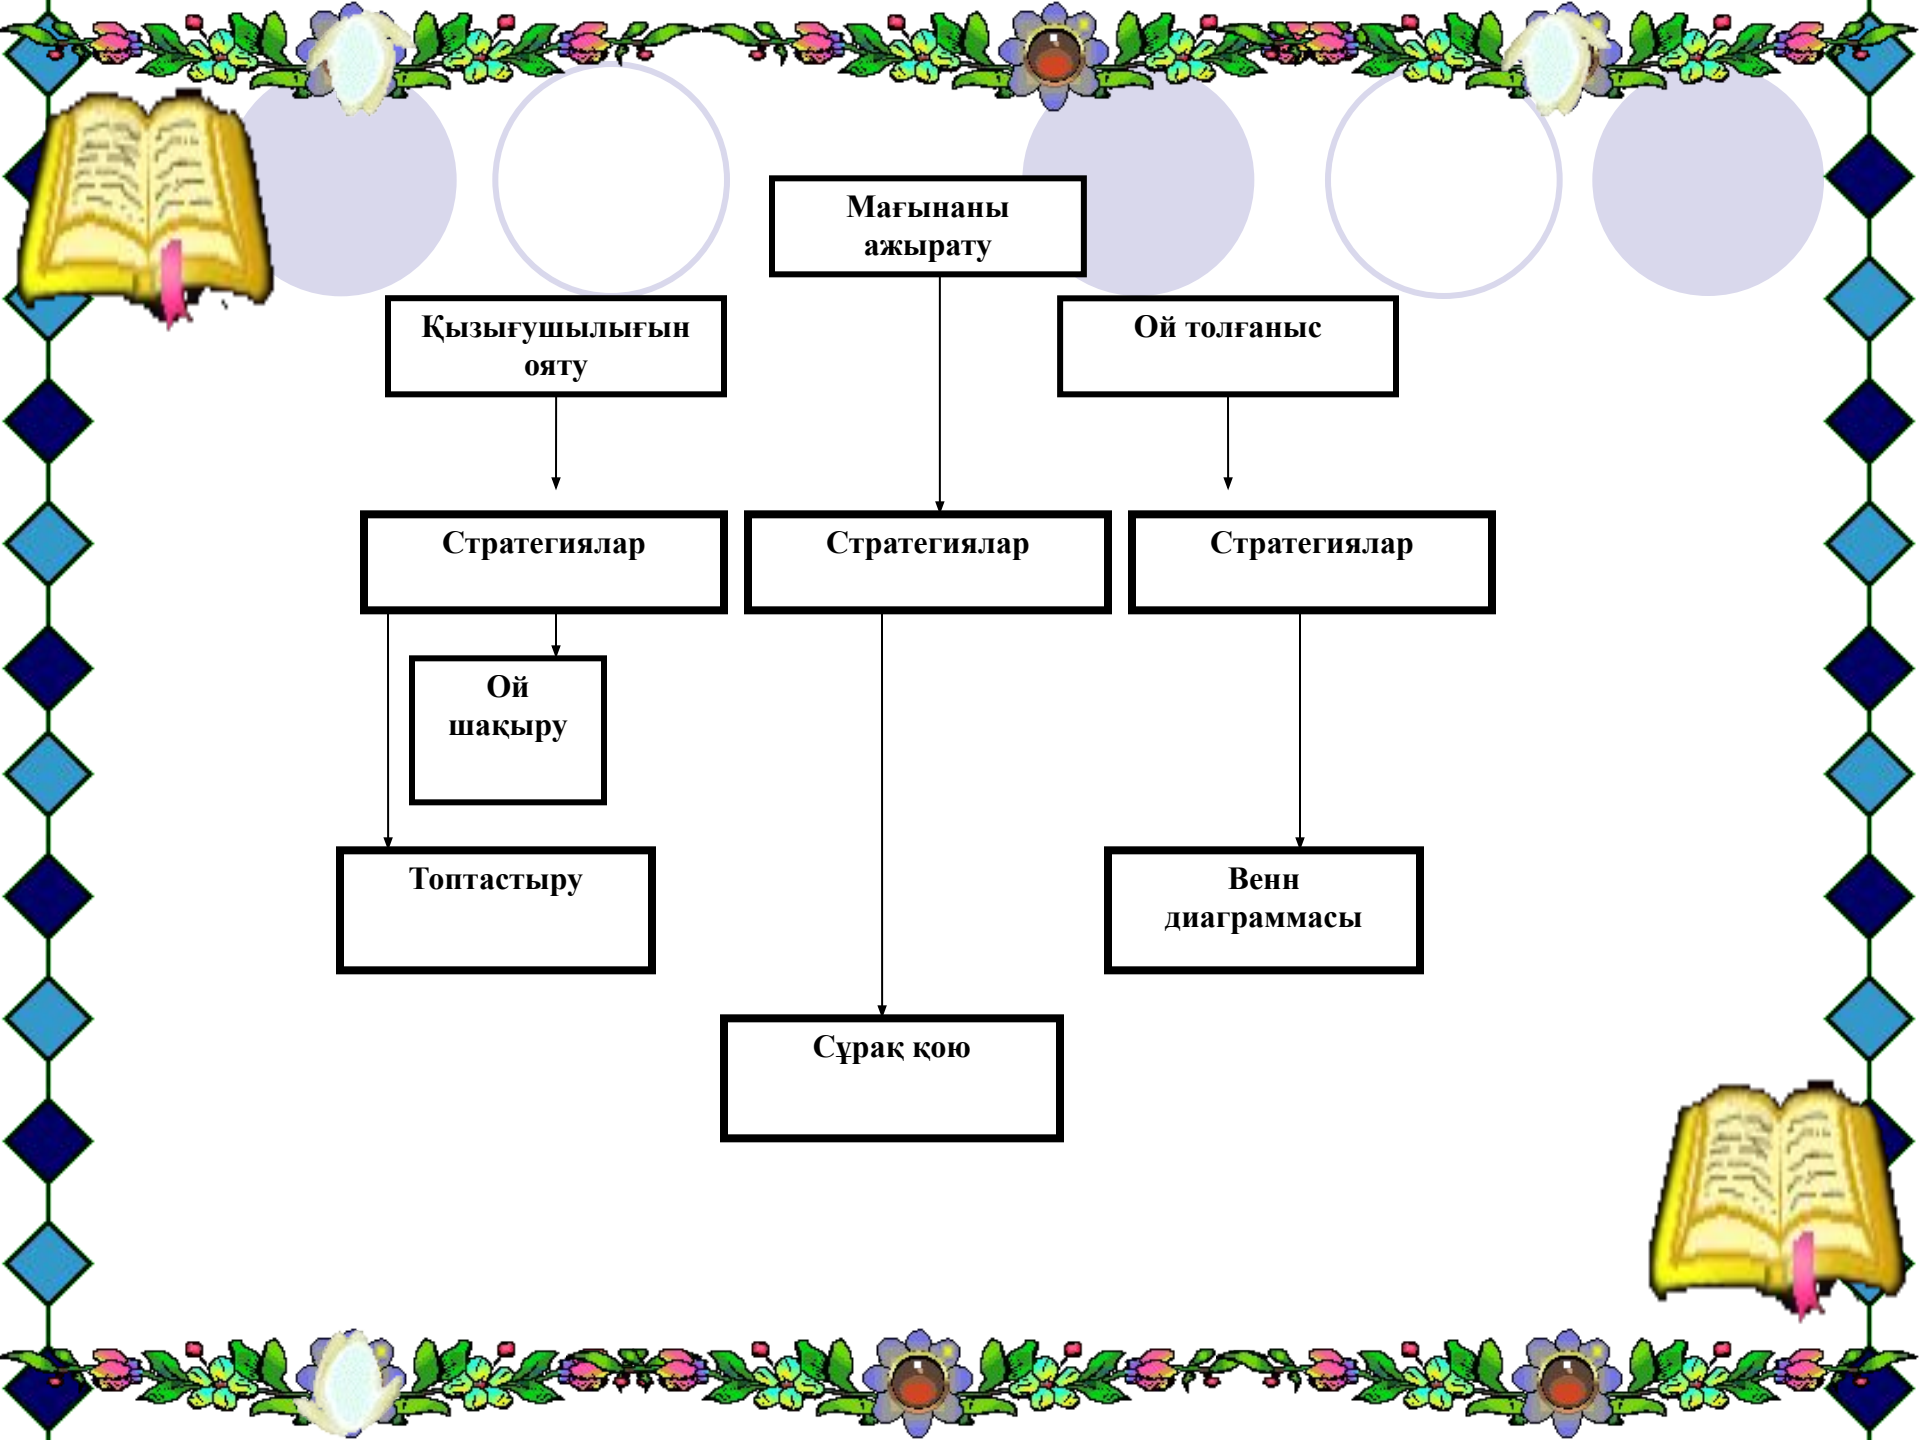 Мағынаны
ажырату
Қызығушылығын
ояту
Ой толғаныс
Стратегиялар
Стратегиялар
Стратегиялар
Ой
шақыру
Топтастыру
Венн
диаграммасы
Сұрақ қою